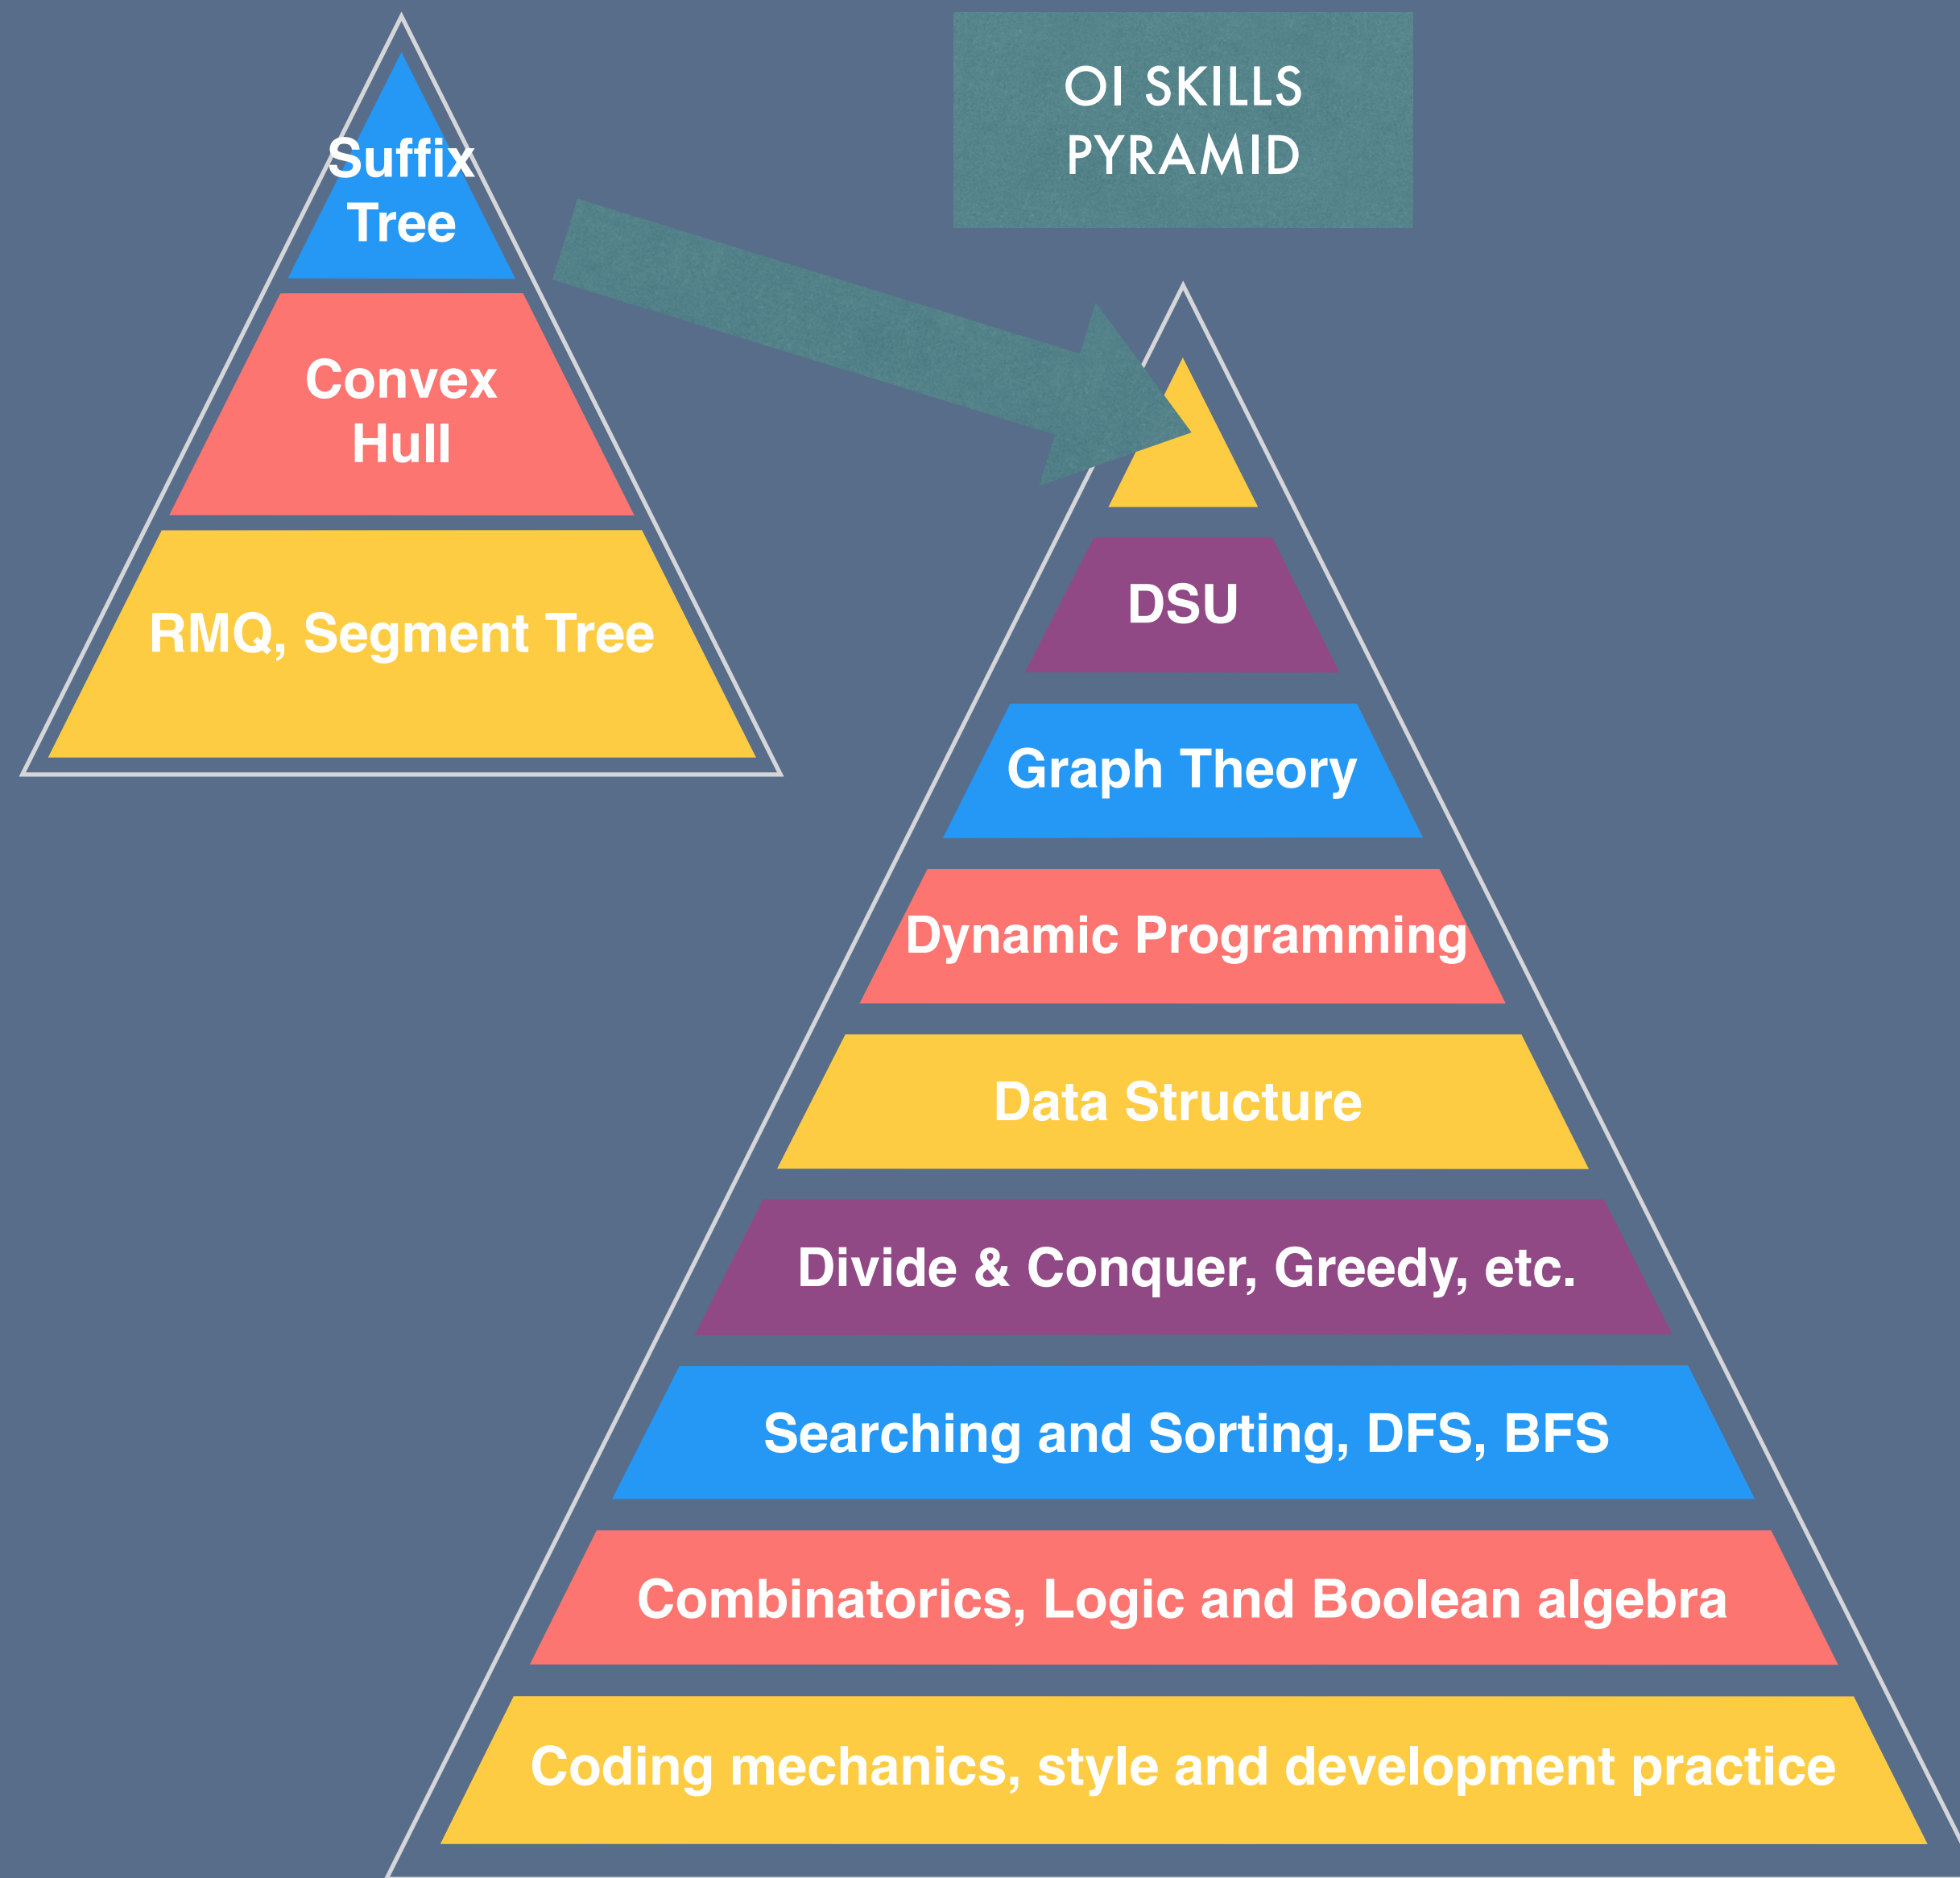 OI SKILLS
PYRAMID
Suffix
Tree
Convex
Hull
RMQ, Segment Tree
DSU
Graph Theory
Dynamic Programming
Data Structure
Divide & Conquer, Greedy, etc.
Searching and Sorting, DFS, BFS
Combinatorics, Logic and Boolean algebra
Coding mechanics, style and development practice